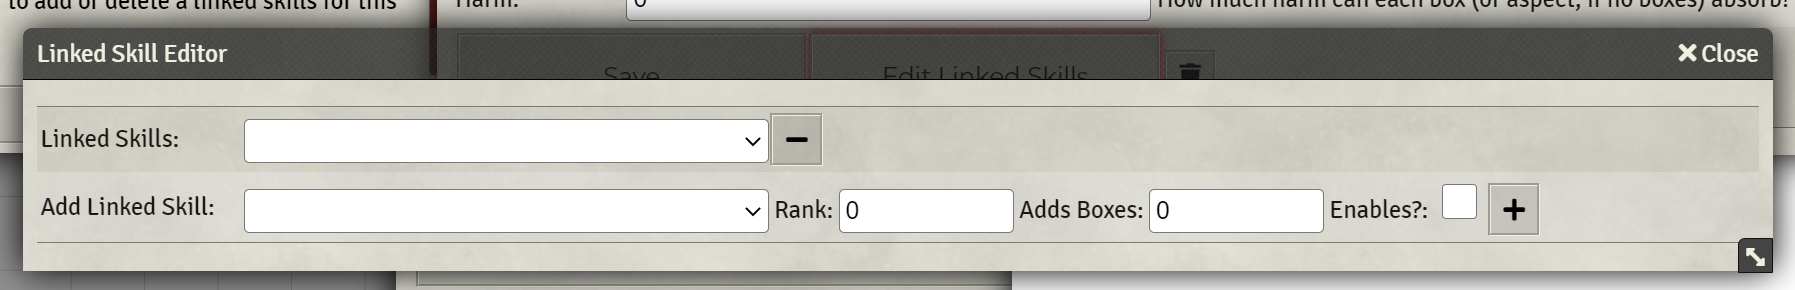 to add or delete a linked skills for this
Harm: 0 How much harm can each box (or aspect, if no boxes) absorb?
Linked Skill Editor Close
Save Edit Linked Skills
Linked Skills:
Add Linked Skill: Rank: 0 Adds Boxes: 0 Enables?: